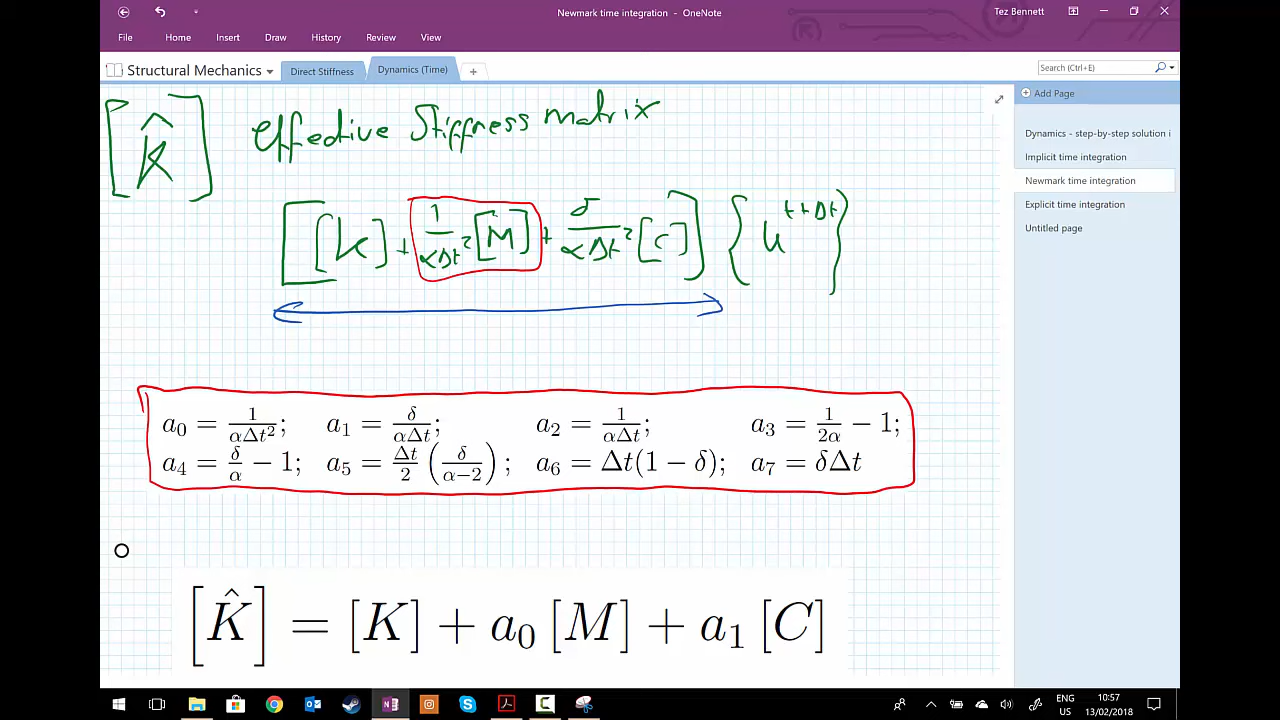 Newmark time integration - OneNote
Tez Bennett
File Home Insert Draw History Review View
Structural Mechanics Direct Stiffness Dynamics (Time) +
Search (Ctrl+E)
Add Page
Dynamics - step-by-step solution i
Implicit time integration
Newmark time integration
Explicit time integration
Untitled page
[K̂] Effective Stiffness matrix
[[K] + 1/αΔt² [M] + δ/αΔt² [C]] {u^(t+Δt)}
a₀ = 1/αΔt²; a₁ = δ/αΔt; a₂ = 1/αΔt; a₃ = 1/2α − 1;
a₄ = δ/α − 1; a₅ = Δt/2 (δ/α−2); a₆ = Δt(1 − δ); a₇ = δΔt
[K̂] = [K] + a₀ [M] + a₁ [C]
ENG 10:57
US 13/02/2018